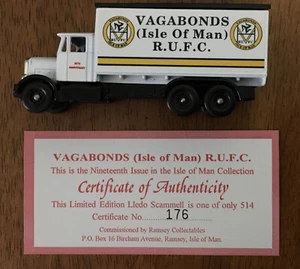 VAGABONDS
(Isle Of Man)
R.U.F.C.
VAGABONDS (Isle of Man) R.U.F.C.
This is the Nineteenth Issue in the Isle of Man Collection
Certificate of Authenticity
This Limited Edition Lledo Scammell is one of only 514
Certificate No..........176
Commissioned by Ramsey Collectables
P.O. Box 16 Bircham Avenue, Ramsey, Isle of Man.